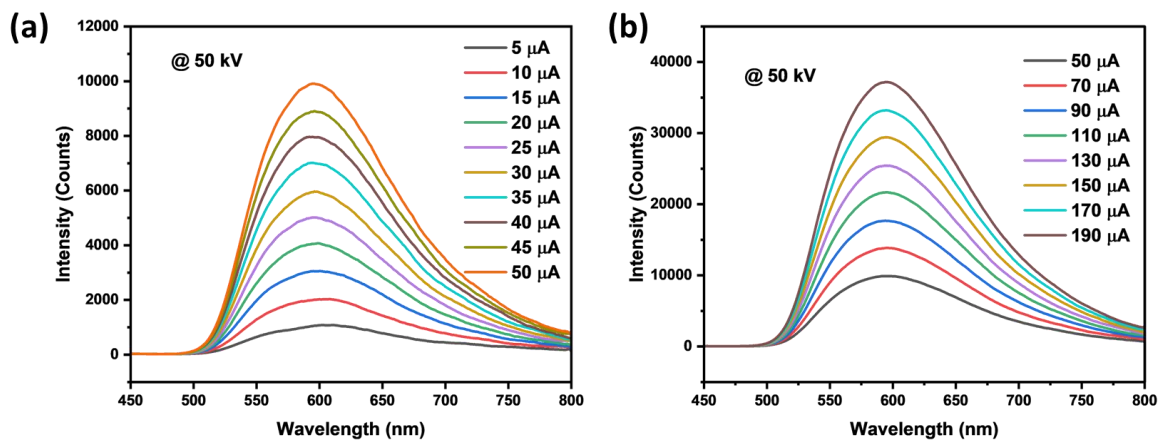 (a)
@ 50 kV
5 μA
10 μA
15 μA
20 μA
25 μA
30 μA
35 μA
40 μA
45 μA
50 μA
Intensity (Counts)
12000
10000
8000
6000
4000
2000
0
450 500 550 600 650 700 750 800
Wavelength (nm)
(b)
@ 50 kV
50 μA
70 μA
90 μA
110 μA
130 μA
150 μA
170 μA
190 μA
Intensity (Counts)
40000
30000
20000
10000
0
450 500 550 600 650 700 750 800
Wavelength (nm)